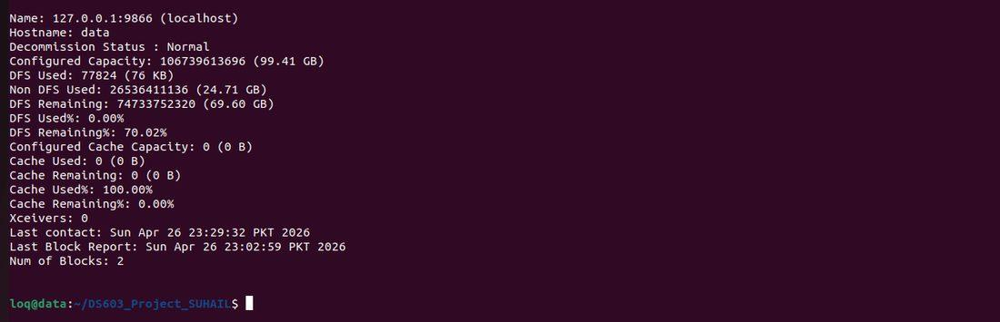 Name: 127.0.0.1:9866 (localhost)
Hostname: data
Decommission Status : Normal
Configured Capacity: 106739613696 (99.41 GB)
DFS Used: 77824 (76 KB)
Non DFS Used: 26536411136 (24.71 GB)
DFS Remaining: 74733752320 (69.60 GB)
DFS Used%: 0.00%
DFS Remaining%: 70.02%
Configured Cache Capacity: 0 (0 B)
Cache Used: 0 (0 B)
Cache Remaining: 0 (0 B)
Cache Used%: 100.00%
Cache Remaining%: 0.00%
Xceivers: 0
Last contact: Sun Apr 26 23:29:32 PKT 2026
Last Block Report: Sun Apr 26 23:02:59 PKT 2026
Num of Blocks: 2
loq@data:~/DS603_Project_SUHAIL$